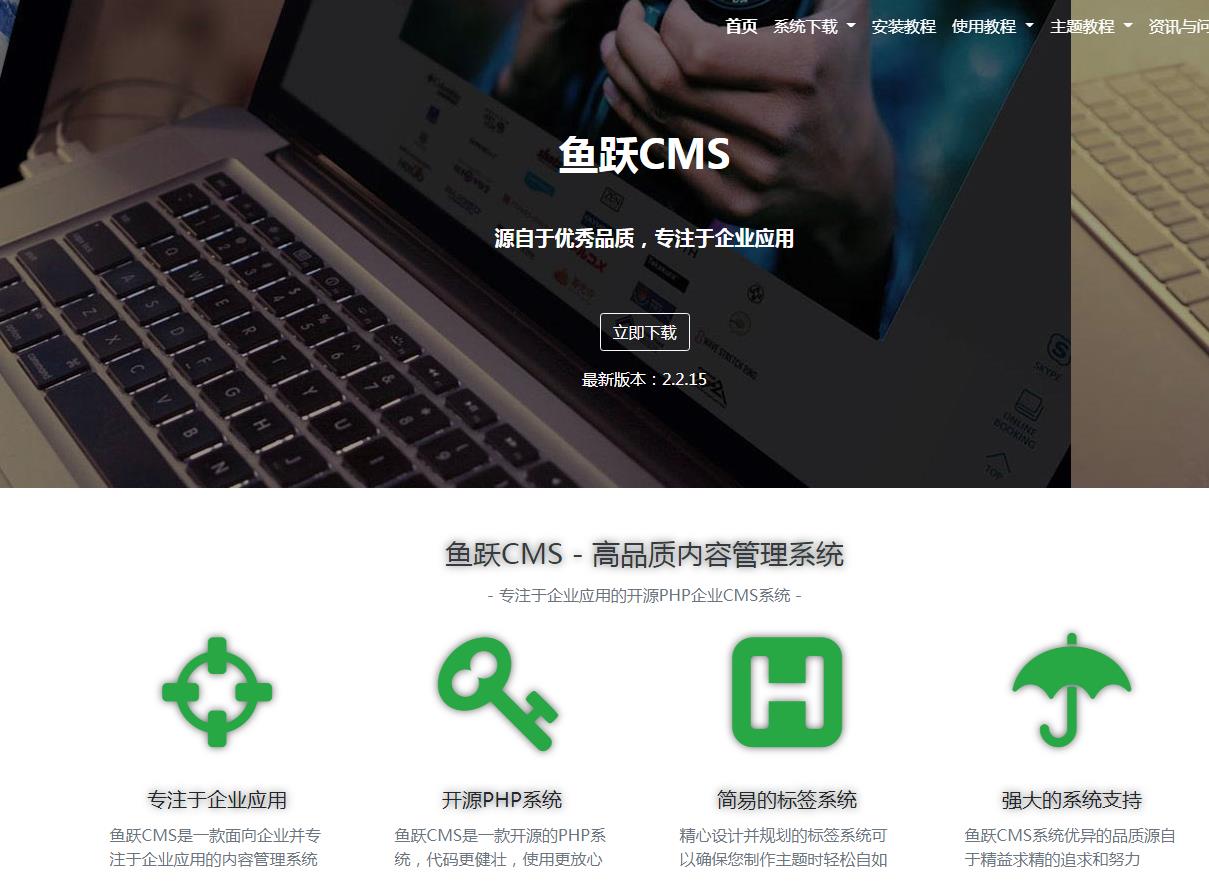 首页 系统下载 安装教程 使用教程 主题教程 资讯与问
鱼跃CMS
源自于优秀品质，专注于企业应用
立即下载
最新版本：2.2.15
SKYPE
ONLINE
BOOKING
TOP
鱼跃CMS - 高品质内容管理系统
- 专注于企业应用的开源PHP企业CMS系统 -
专注于企业应用
鱼跃CMS是一款面向企业并专
注于企业应用的内容管理系统
开源PHP系统
鱼跃CMS是一款开源的PHP系
统，代码更健壮，使用更放心
简易的标签系统
精心设计并规划的标签系统可
以确保您制作主题时轻松自如
强大的系统支持
鱼跃CMS系统优异的品质源自
于精益求精的追求和努力